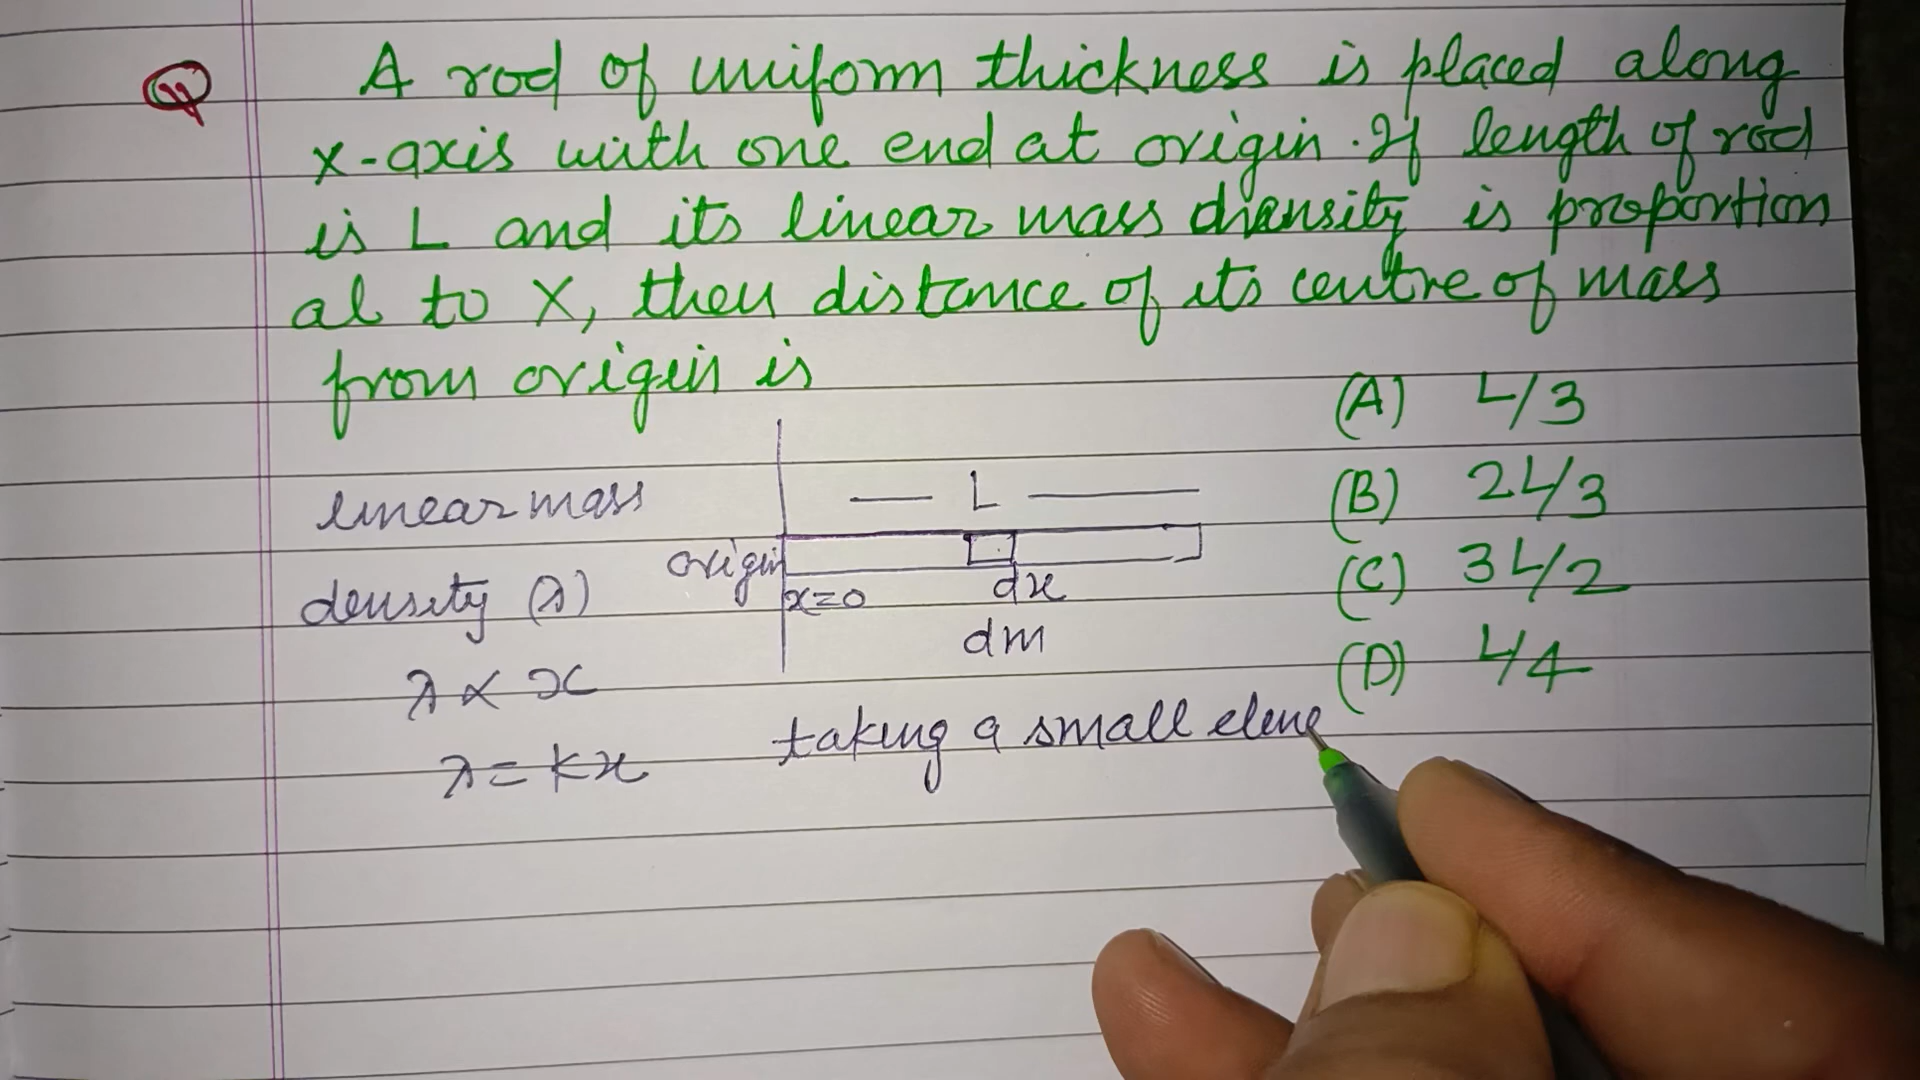 Q A rod of uniform thickness is placed along
x-axis with one end at origin. If length of rod
is L and its linear mass density is proportion
al to X, then distance of its centre of mass
from origin is
(A) L/3
(B) 2L/3
(C) 3L/2
(D) L/4
linear mass
density (λ)
λ ∝ x
λ = kx
L
origin
x=0
dx
dm
taking a small eleme